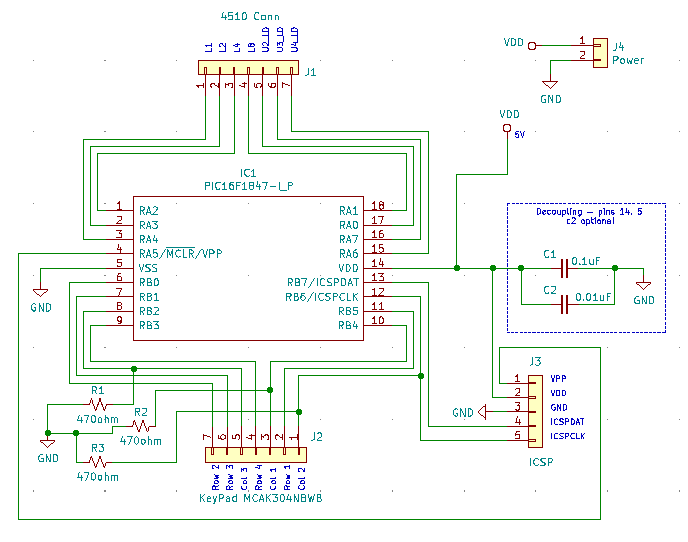 4510 Conn
L1
L2
L4
L8
U2_LD
U3_LD
U4_LD
J1
1
2
3
4
5
6
7
VDD
1
2
J4
Power
GND
VDD
5V
IC1
PIC16F1847-I_P
1 RA2
2 RA3
3 RA4
4 RA5/MCLR/VPP
5 VSS
6 RB0
7 RB1
8 RB2
9 RB3
RA1 18
RA0 17
RA7 16
RA6 15
VDD 14
RB7/ICSPDAT 13
RB6/ICSPCLK 12
RB5 11
RB4 10
GND
Decoupling - pins 14, 5
c2 optional
C1
0.1uF
C2
0.01uF
GND
J3
1 VPP
2 VDD
3 GND
4 ICSPDAT
5 ICSPCLK
GND
ICSP
R1
470ohm
R2
470ohm
R3
470ohm
GND
7
6
5
4
3
2
1
J2
Row 2
Row 3
Col 3
Row 4
Col 1
Row 1
Col 2
KeyPad MCAK304NBWB